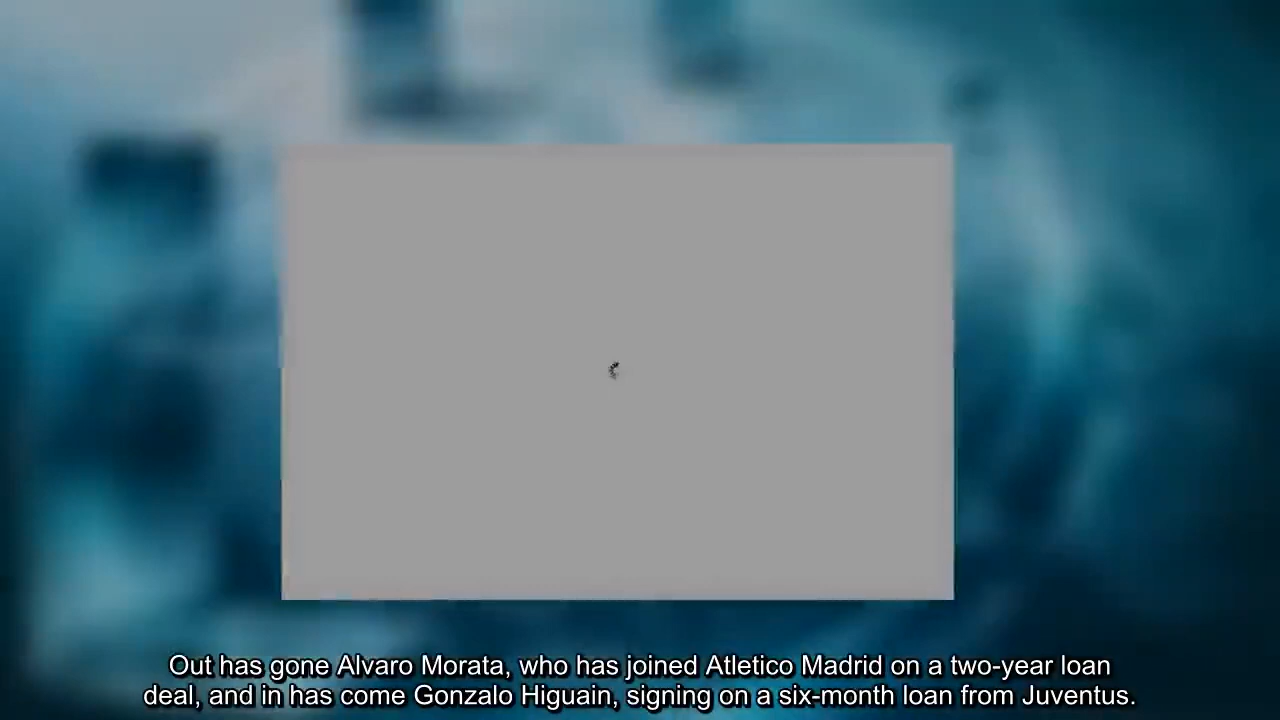 Out has gone Alvaro Morata, who has joined Atletico Madrid on a two-year loan
deal, and in has come Gonzalo Higuain, signing on a six-month loan from Juventus.